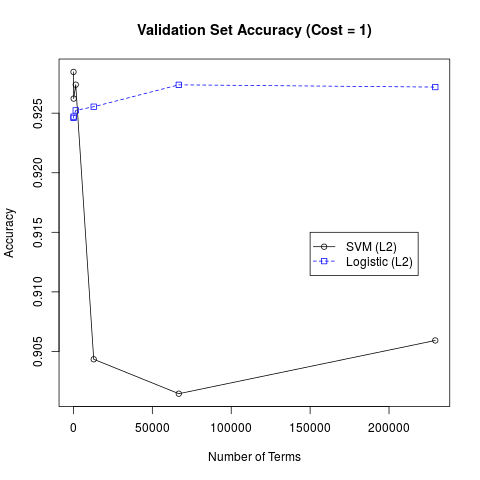 Validation Set Accuracy (Cost = 1)
Accuracy
0.925
0.920
0.915
0.910
0.905
SVM (L2)
Logistic (L2)
0
50000
100000
150000
200000
Number of Terms